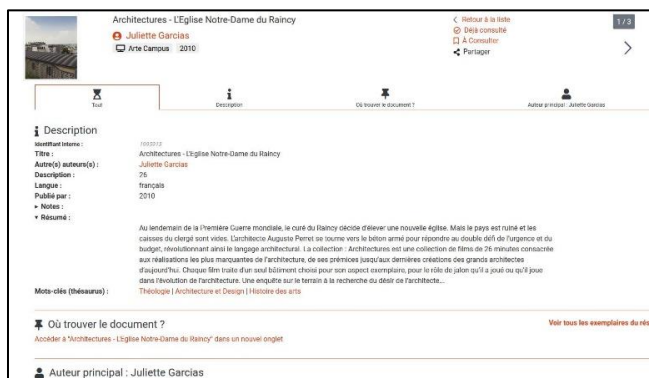 Architectures - L'Eglise Notre-Dame du Raincy
Juliette Garcias
Arte Campus 2010
Retour à la liste
Déjà consulté
À Consulter
Partager
1 / 3
Tout
Description
Où trouver le document ?
Auteur principal : Juliette Garcias
Description
Identifiant interne :
Titre : Architectures - L'Eglise Notre-Dame du Raincy
Autre(s) auteurs(s) : Juliette Garcias
Description : 26
Langue : français
Publié par : 2010
▸ Notes :
▾ Résumé :
Au lendemain de la Première Guerre mondiale, le curé du Raincy décide d'élever une nouvelle église. Mais le pays est ruiné et les
caisses du clergé sont vides. L'architecte Auguste Perret se tourne vers le béton armé pour répondre au double défi de l'urgence et du
budget, révolutionnant ainsi le langage architectural. La collection : Architectures est une collection de films de 26 minutes consacrée
aux réalisations les plus marquantes de l'architecture, de ses prémices jusqu'aux dernières créations des grands architectes
d'aujourd'hui. Chaque film traite d'un seul bâtiment choisi pour son aspect exemplaire, pour le rôle de jalon qu'il a joué ou qu'il joue
dans l'évolution de l'architecture. Une enquête sur le terrain à la recherche du désir de l'architecte...
Mots-clés (thésaurus) : Théologie | Architecture et Design | Histoire des arts
Où trouver le document ?
Voir tous les exemplaires du rés
Accéder à "Architectures - L'Eglise Notre-Dame du Raincy" dans un nouvel onglet
Auteur principal : Juliette Garcias